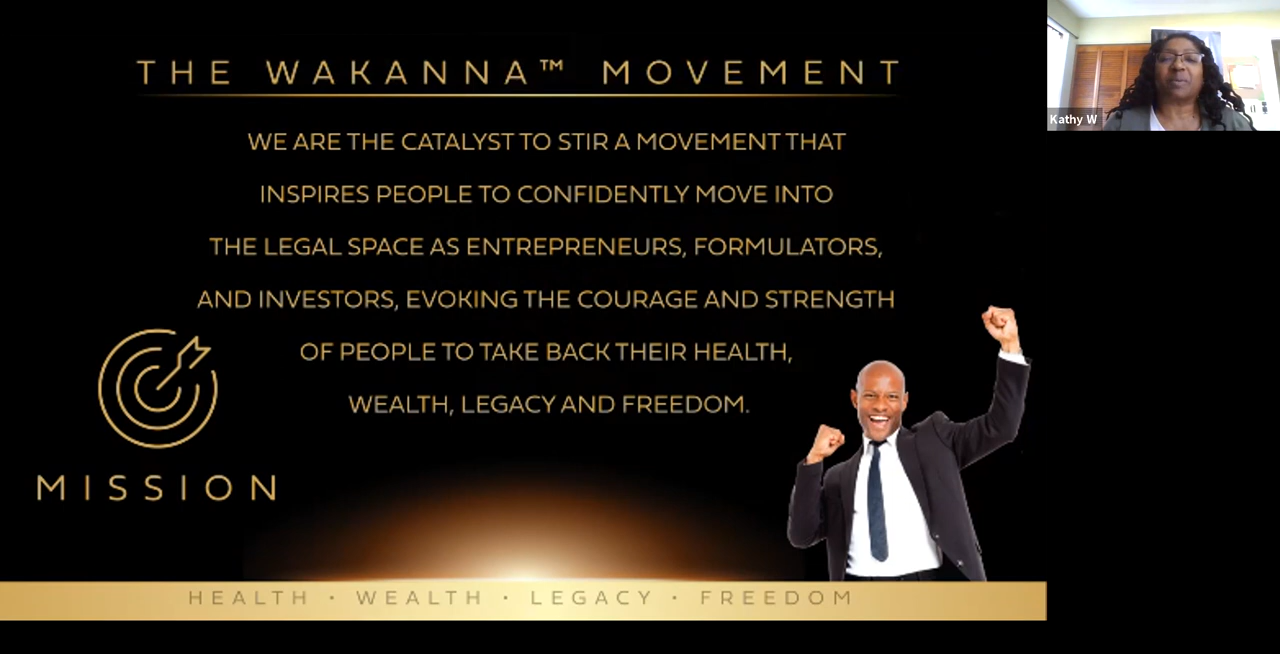 THE WAKANNA™ MOVEMENT
WE ARE THE CATALYST TO STIR A MOVEMENT THAT
INSPIRES PEOPLE TO CONFIDENTLY MOVE INTO
THE LEGAL SPACE AS ENTREPRENEURS, FORMULATORS,
AND INVESTORS, EVOKING THE COURAGE AND STRENGTH
OF PEOPLE TO TAKE BACK THEIR HEALTH,
WEALTH, LEGACY AND FREEDOM.
MISSION
HEALTH • WEALTH • LEGACY • FREEDOM
Kathy W